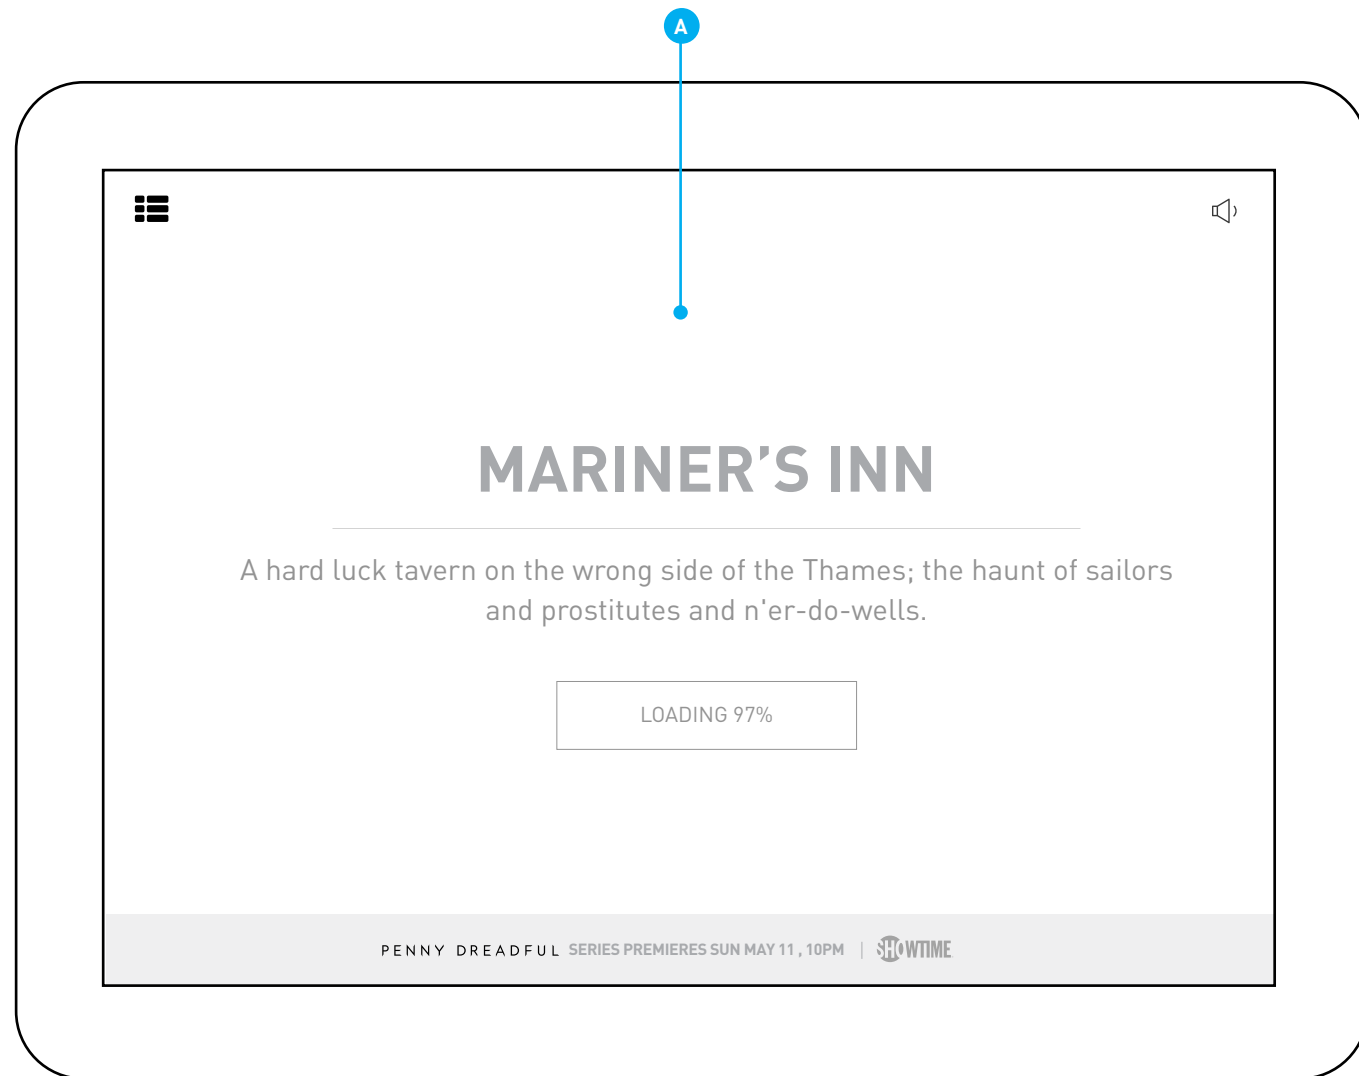 A
MARINER’S INN
A hard luck tavern on the wrong side of the Thames; the haunt of sailors
and prostitutes and n'er-do-wells.
LOADING 97%
PENNY DREADFUL SERIES PREMIERES SUN MAY 11 , 10PM | SHOWTIME